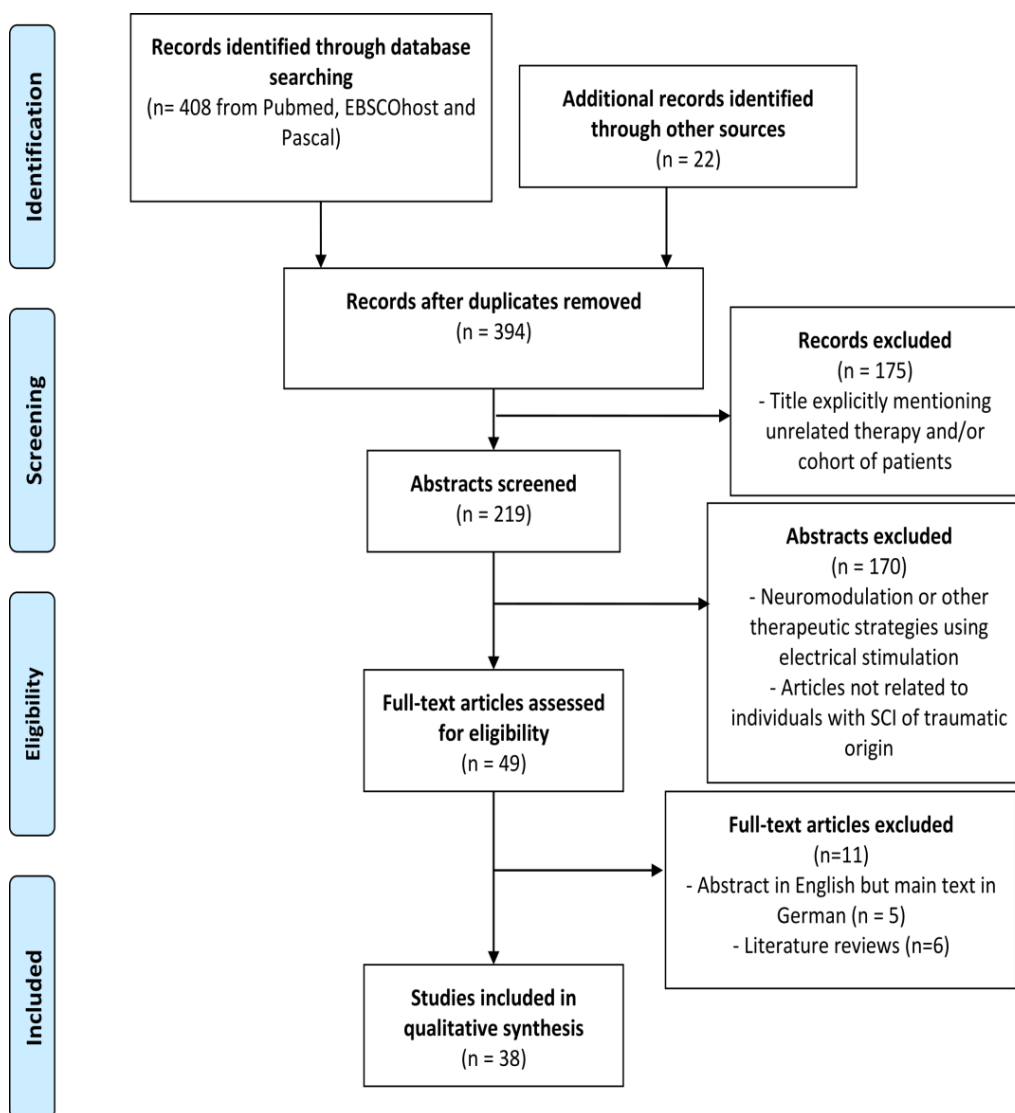 Identification
Records identified through database
searching
(n= 408 from Pubmed, EBSCOhost and
Pascal)
Additional records identified
through other sources
(n = 22)
Screening
Records after duplicates removed
(n = 394)
Records excluded
(n = 175)
- Title explicitly mentioning
unrelated therapy and/or
cohort of patients
Abstracts screened
(n = 219)
Abstracts excluded
(n = 170)
- Neuromodulation or other
therapeutic strategies using
electrical stimulation
- Articles not related to
individuals with SCI of traumatic
origin
Eligibility
Full-text articles assessed
for eligibility
(n = 49)
Full-text articles excluded
(n=11)
- Abstract in English but main text in
German (n = 5)
- Literature reviews (n=6)
Included
Studies included in
qualitative synthesis
(n = 38)